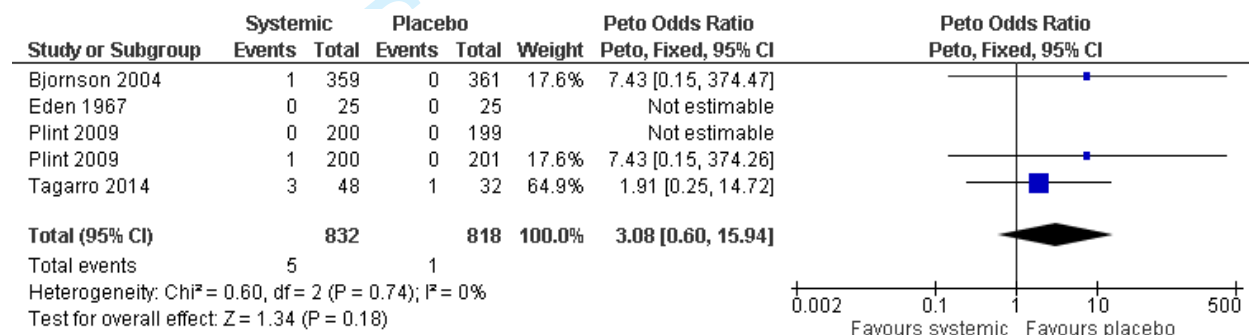 Systemic Placebo Peto Odds Ratio Peto Odds Ratio
Study or Subgroup Events Total Events Total Weight Peto, Fixed, 95% CI Peto, Fixed, 95% CI
Bjornson 2004 1 359 0 361 17.6% 7.43 [0.15, 374.47]
Eden 1967 0 25 0 25 Not estimable
Plint 2009 0 200 0 199 Not estimable
Plint 2009 1 200 0 201 17.6% 7.43 [0.15, 374.26]
Tagarro 2014 3 48 1 32 64.9% 1.91 [0.25, 14.72]
Total (95% CI) 832 818 100.0% 3.08 [0.60, 15.94]
Total events 5 1
Heterogeneity: Chi² = 0.60, df = 2 (P = 0.74); I² = 0%
Test for overall effect: Z = 1.34 (P = 0.18)
0.002 0.1 1 10 500
Favours systemic Favours placebo